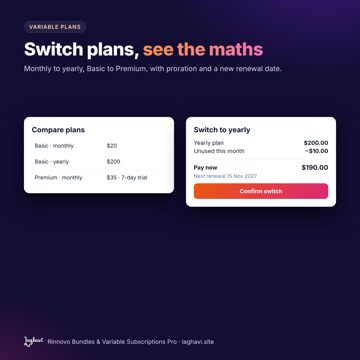 VARIABLE PLANS
Switch plans, see the maths
Monthly to yearly, Basic to Premium, with proration and a new renewal date.
Compare plans
Basic · monthly $20
Basic · yearly $200
Premium · monthly $35 · 7-day trial
Switch to yearly
Yearly plan $200.00
Unused this month −$10.00
Pay now $190.00
Next renewal 15 Nov 2027
Confirm switch
laghavi Rinnovo Bundles & Variable Subscriptions Pro · laghavi.site